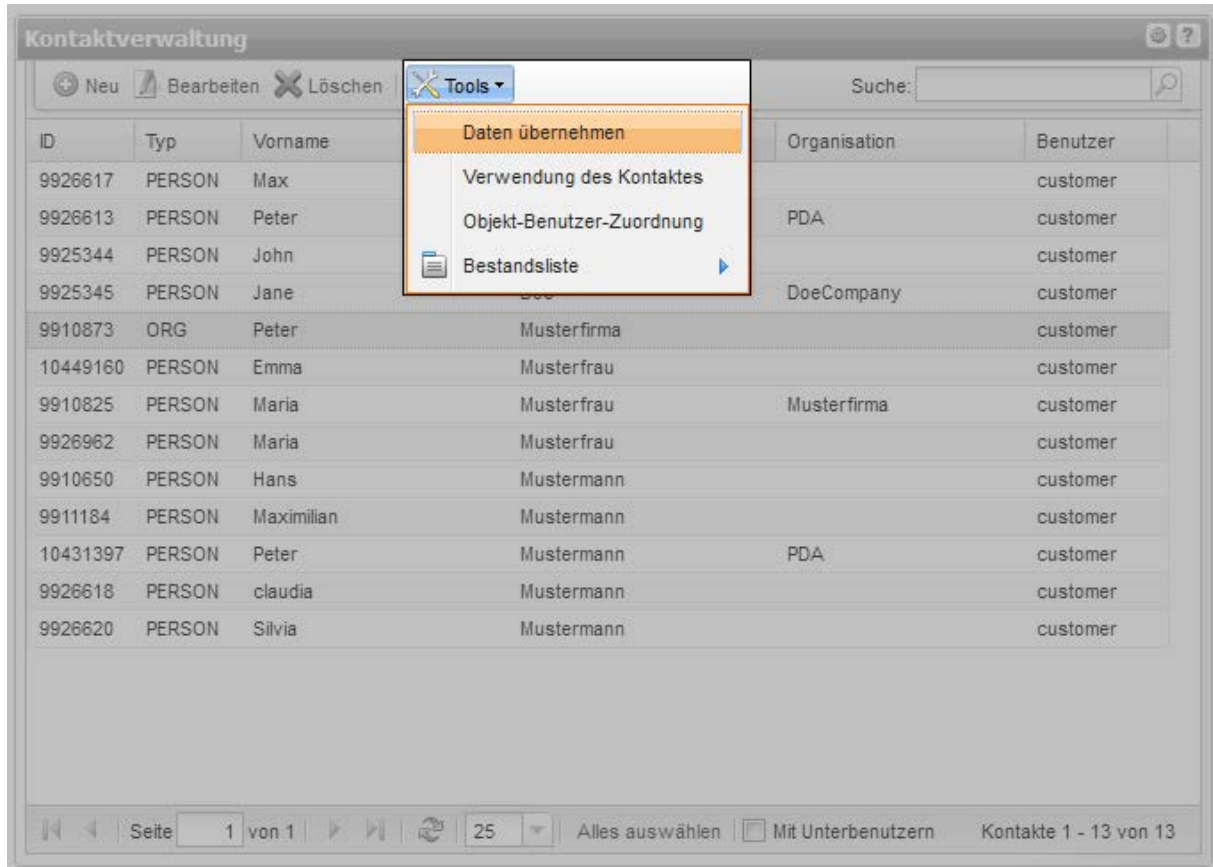 Kontaktverwaltung
Neu Bearbeiten Löschen Tools Suche:
Daten übernehmen
Verwendung des Kontaktes
Objekt-Benutzer-Zuordnung
Bestandsliste
ID Typ Vorname Organisation Benutzer
9926617 PERSON Max customer
9926613 PERSON Peter PDA customer
9925344 PERSON John customer
9925345 PERSON Jane DoeCompany customer
9910873 ORG Peter Musterfirma customer
10449160 PERSON Emma Musterfrau customer
9910825 PERSON Maria Musterfrau Musterfirma customer
9926962 PERSON Maria Musterfrau customer
9910650 PERSON Hans Mustermann customer
9911184 PERSON Maximilian Mustermann customer
10431397 PERSON Peter Mustermann PDA customer
9926618 PERSON claudia Mustermann customer
9926620 PERSON Silvia Mustermann customer
Seite 1 von 1 25 Alles auswählen Mit Unterbenutzern Kontakte 1 - 13 von 13